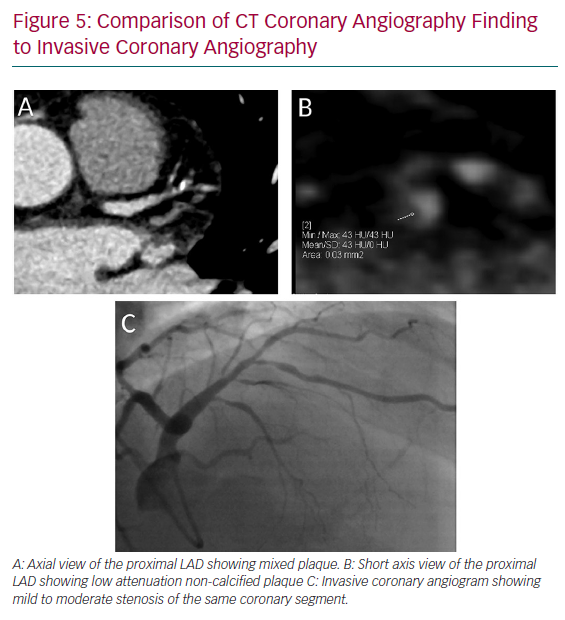 Figure 5: Comparison of CT Coronary Angiography Finding
to Invasive Coronary Angiography
A
B
[2]
Min / Max: 43 HU/43 HU
Mean/SD: 43 HU/0 HU
Area: 0.03 mm2
C
A: Axial view of the proximal LAD showing mixed plaque. B: Short axis view of the proximal
LAD showing low attenuation non-calcified plaque C: Invasive coronary angiogram showing
mild to moderate stenosis of the same coronary segment.